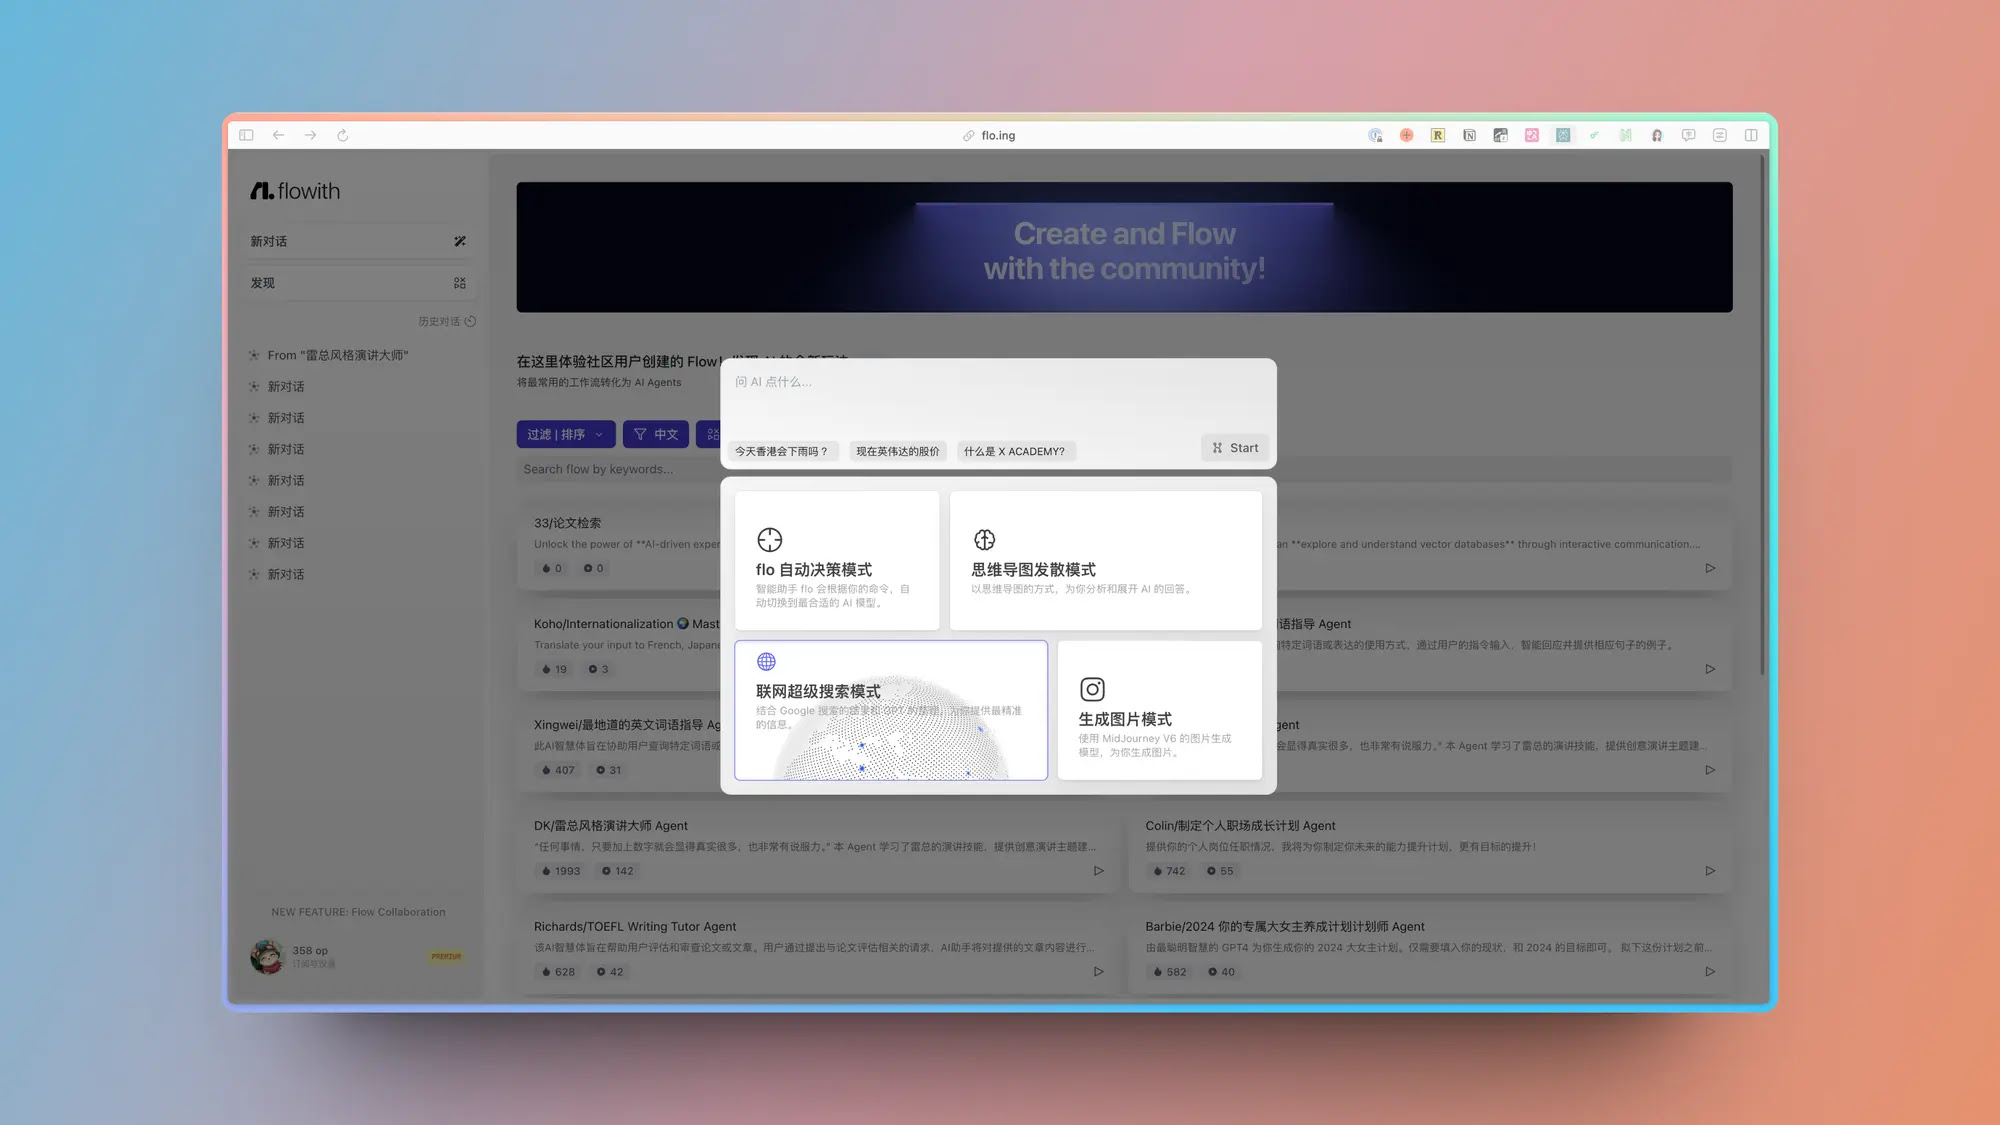 flo.ing
flowith
新对话
发现
历史对话
From "雷总风格演讲大师"
新对话
新对话
新对话
新对话
新对话
新对话
新对话
NEW FEATURE: Flow Collaboration
358 op
订阅与设置
PREMIUM
Create and Flow
with the community!
在这里体验社区用户创建的 Flow!
将最常用的工作流转化为 AI Agents
过滤 | 排序
中文
Search flow by keywords...
问 AI 点什么...
今天香港会下雨吗？
现在英伟达的股价
什么是 X ACADEMY?
Start
flo 自动决策模式
智能助手 flo 会根据你的命令，自
动切换到最合适的 AI 模型。
思维导图发散模式
以思维导图的方式，为你分析和展开 AI 的回答。
联网超级搜索模式
结合 Google 搜索的结果和 GPT 的整理，为你提供最精准
的信息。
生成图片模式
使用 MidJourney V6 的图片生成
模型，为你生成图片。
33/论文检索
Unlock the power of **AI-driven exper
0 0
an **explore and understand vector databases** through interactive communication....
Koho/Internationalization Mast
Translate your input to French, Japane
19 3
语指导 Agent
特定词语或表达的使用方式，通过用户的指令输入，智能回应并提供相应句子的例子。
Xingwei/最地道的英文词语指导 Ag
此AI智慧体旨在协助用户查询特定词语或
407 31
gent
会显得真实很多，也非常有说服力。" 本 Agent 学习了雷总的演讲技能，提供创意演讲主题建...
DK/雷总风格演讲大师 Agent
"任何事情，只要加上数字就会显得真实很多，也非常有说服力。" 本 Agent 学习了雷总的演讲技能，提供创意演讲主题建...
1993 142
Colin/制定个人职场成长计划 Agent
提供你的个人岗位任职情况，我将为你制定你未来的能力提升计划，更有目标的提升！
742 55
Richards/TOEFL Writing Tutor Agent
该AI智慧体旨在帮助用户评估和审查论文或文章。用户通过提出与论文评估相关的请求，AI助手将对提供的文章内容进行...
628 42
Barbie/2024 你的专属大女主养成计划计划师 Agent
由最聪明智慧的 GPT4 为你生成你的 2024 大女主计划。仅需要填入你的现状，和 2024 的目标即可。 拟下这份计划之前...
582 40